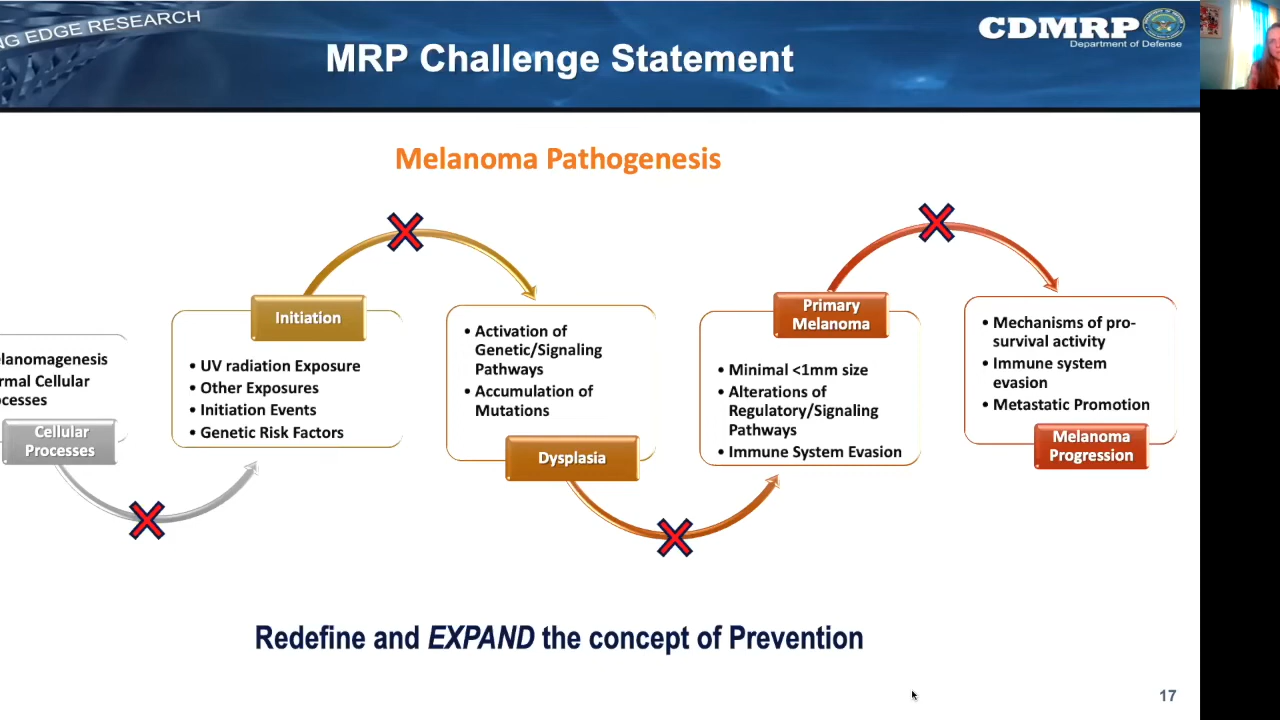 NG EDGE RESEARCH
CDMRP
Department of Defense
MRP Challenge Statement
Melanoma Pathogenesis
elanomagenesis
rmal Cellular
ocesses
Cellular
Processes
Initiation
• UV radiation Exposure
• Other Exposures
• Initiation Events
• Genetic Risk Factors
• Activation of
Genetic/Signaling
Pathways
• Accumulation of
Mutations
Dysplasia
Primary
Melanoma
• Minimal <1mm size
• Alterations of
Regulatory/Signaling
Pathways
• Immune System Evasion
• Mechanisms of pro-
survival activity
• Immune system
evasion
• Metastatic Promotion
Melanoma
Progression
Redefine and EXPAND the concept of Prevention
17